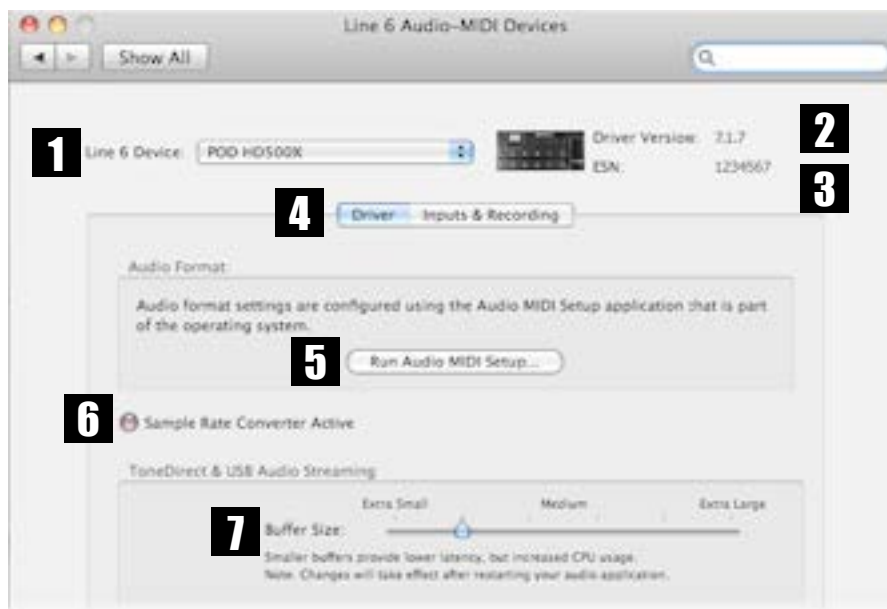 Line 6 Audio-MIDI Devices
Show All
1 Line 6 Device: POD HD500X
Driver Version: 7.1.7 2
ESN: 1234567 3
4 Driver Inputs & Recording
Audio Format
Audio format settings are configured using the Audio MIDI Setup application that is part
of the operating system.
5 Run Audio MIDI Setup...
6 Sample Rate Converter Active
ToneDirect & USB Audio Streaming
Extra Small Medium Extra Large
7 Buffer Size:
Smaller buffers provide lower latency, but increased CPU usage.
Note: Changes will take effect after restarting your audio application.